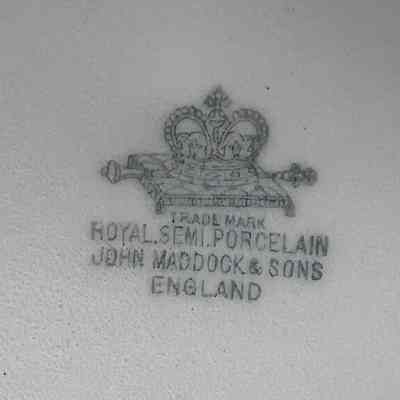 TRADE MARK
ROYAL.SEMI.PORCELAIN
JOHN MADDOCK & SONS
ENGLAND